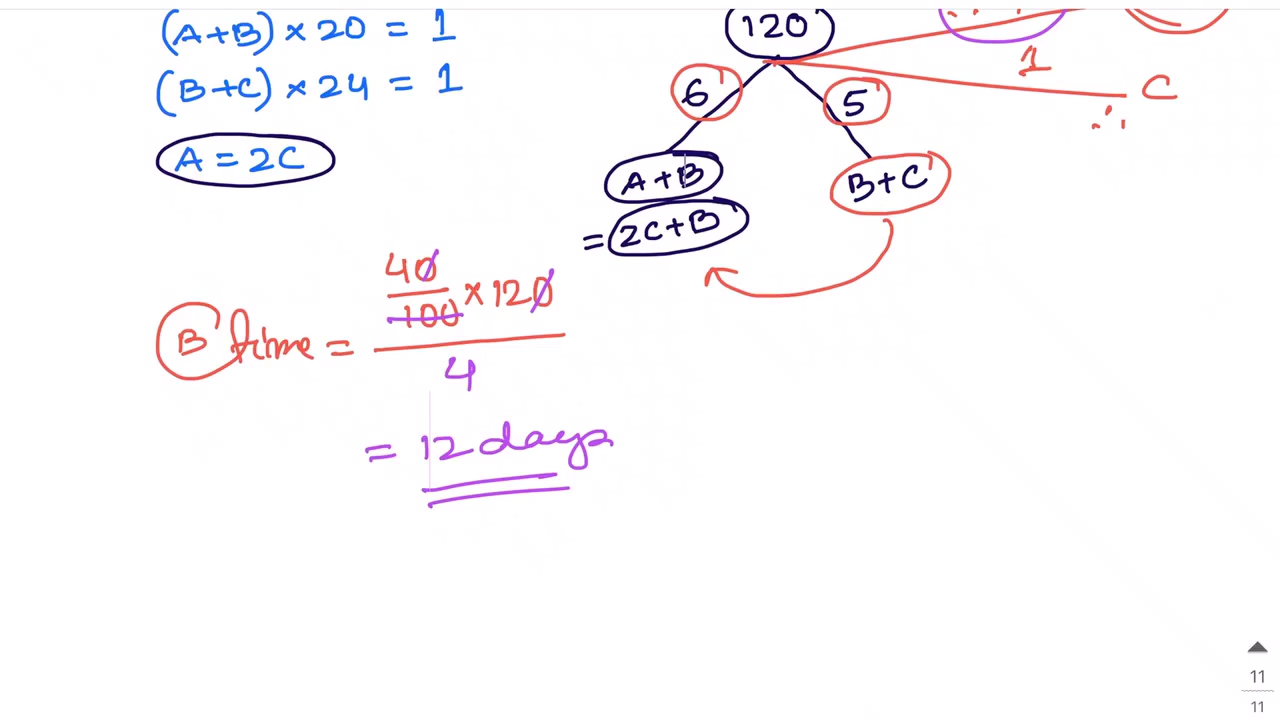 (A+B) × 20 = 1
(B+C) × 24 = 1
A = 2C
120
6
5
1
C
∴
A+B
B+C
= 2C+B
B time = 40/100 × 120
4
= 12 days
11
11